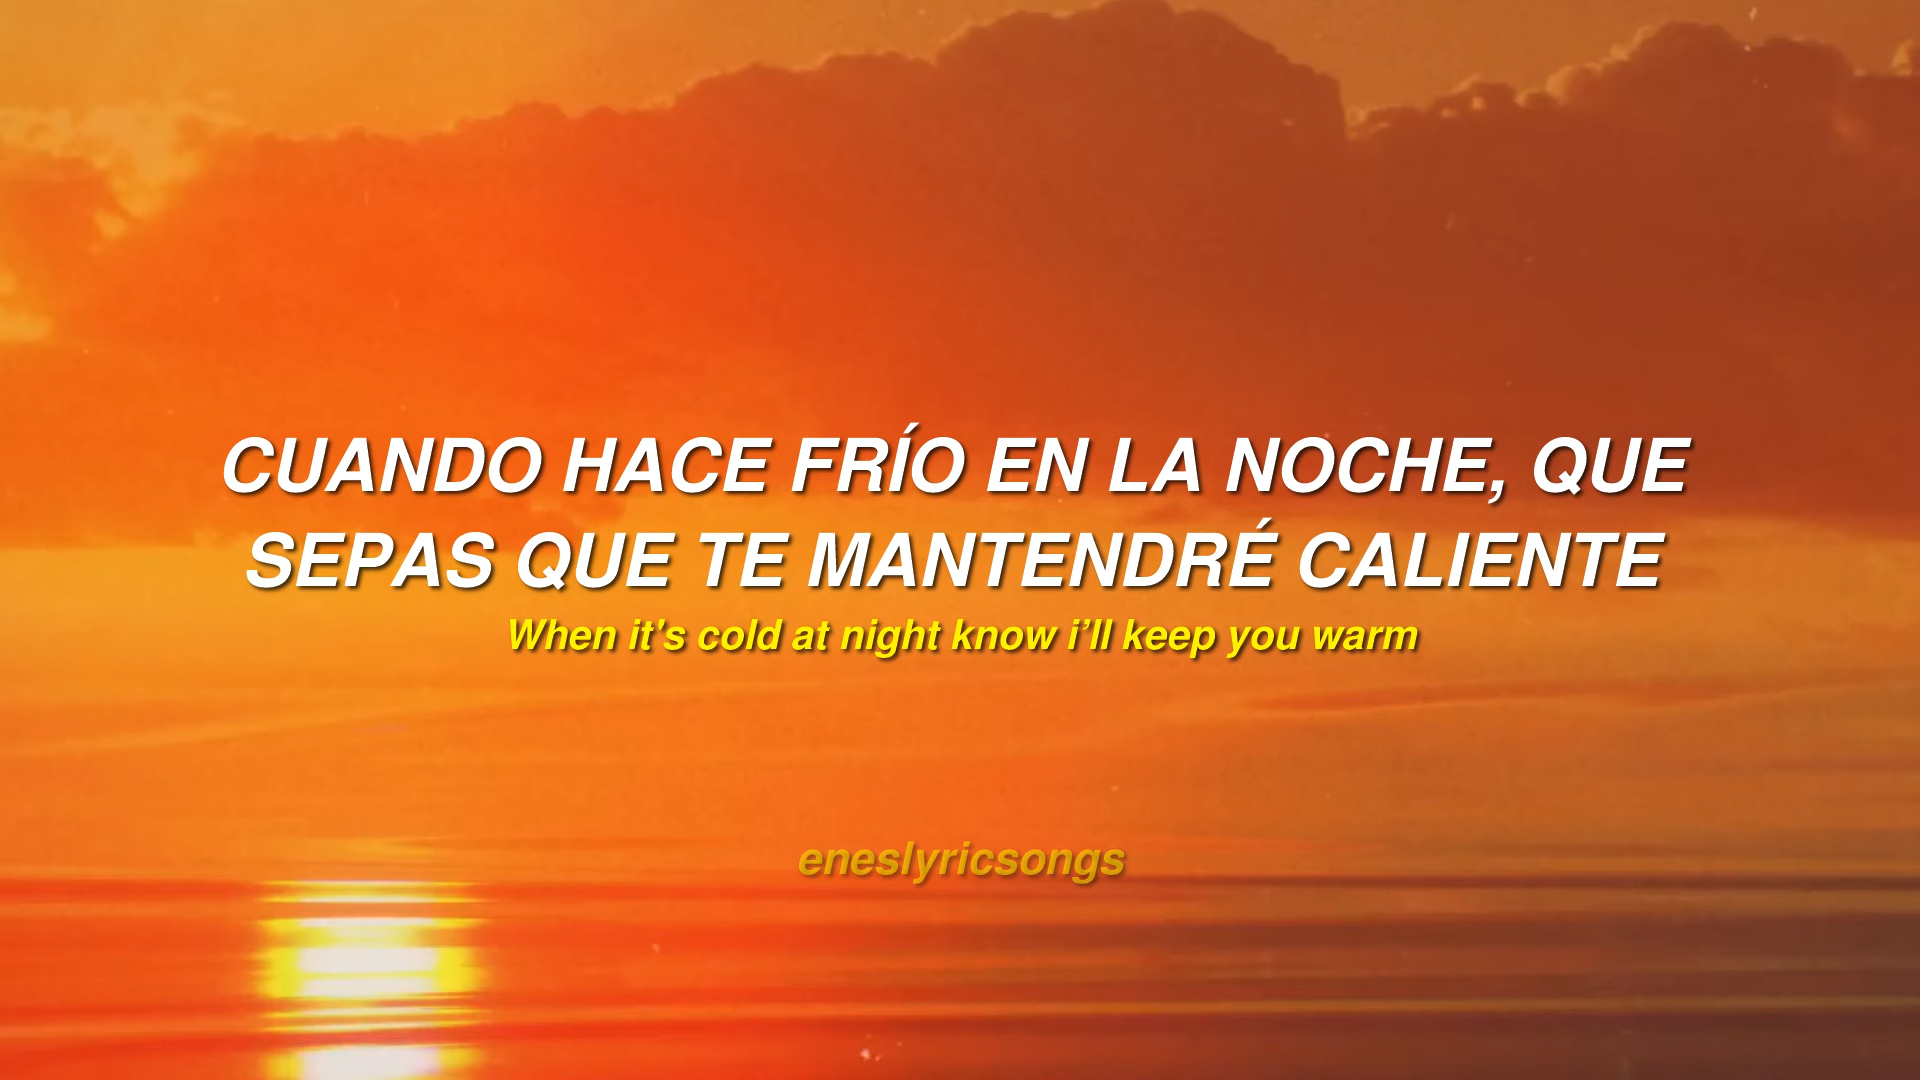 CUANDO HACE FRÍO EN LA NOCHE, QUE
SEPAS QUE TE MANTENDRÉ CALIENTE
When it's cold at night know i’ll keep you warm
eneslyricsongs